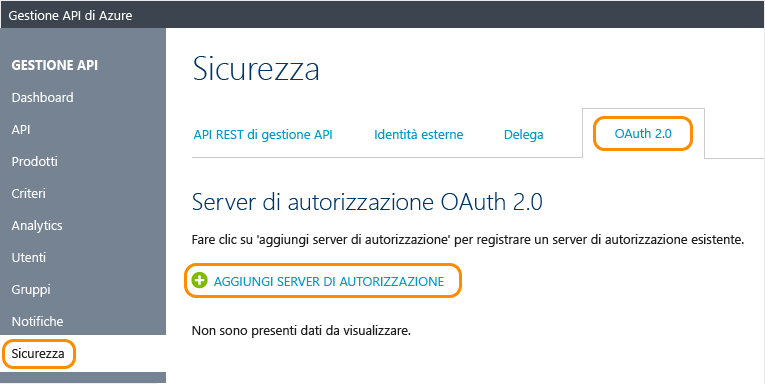 Gestione API di Azure
GESTIONE API
Dashboard
API
Prodotti
Criteri
Analytics
Utenti
Gruppi
Notifiche
Sicurezza
Sicurezza
API REST di gestione API
Identità esterne
Delega
OAuth 2.0
Server di autorizzazione OAuth 2.0
Fare clic su 'aggiungi server di autorizzazione' per registrare un server di autorizzazione esistente.
AGGIUNGI SERVER DI AUTORIZZAZIONE
Non sono presenti dati da visualizzare.